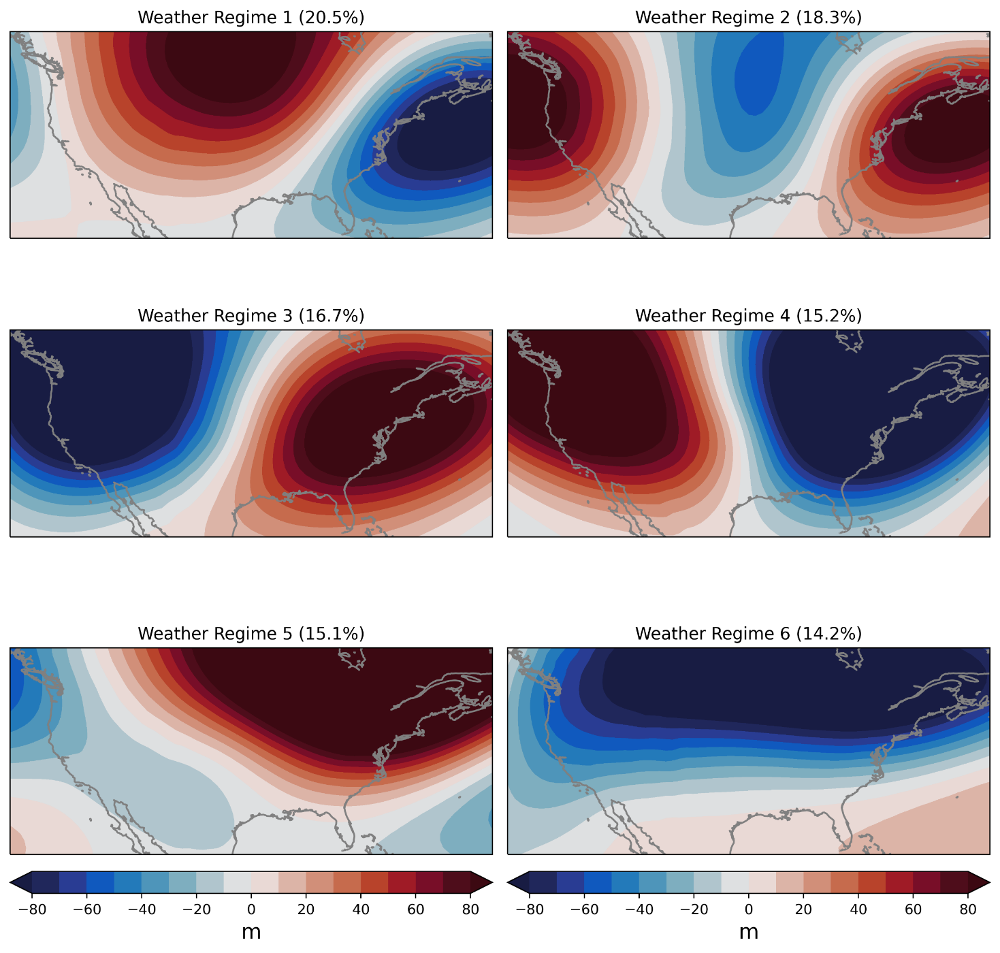 Weather Regime 1 (20.5%)
Weather Regime 2 (18.3%)
Weather Regime 3 (16.7%)
Weather Regime 4 (15.2%)
Weather Regime 5 (15.1%)
Weather Regime 6 (14.2%)
−80 −60 −40 −20 0 20 40 60 80
m
−80 −60 −40 −20 0 20 40 60 80
m